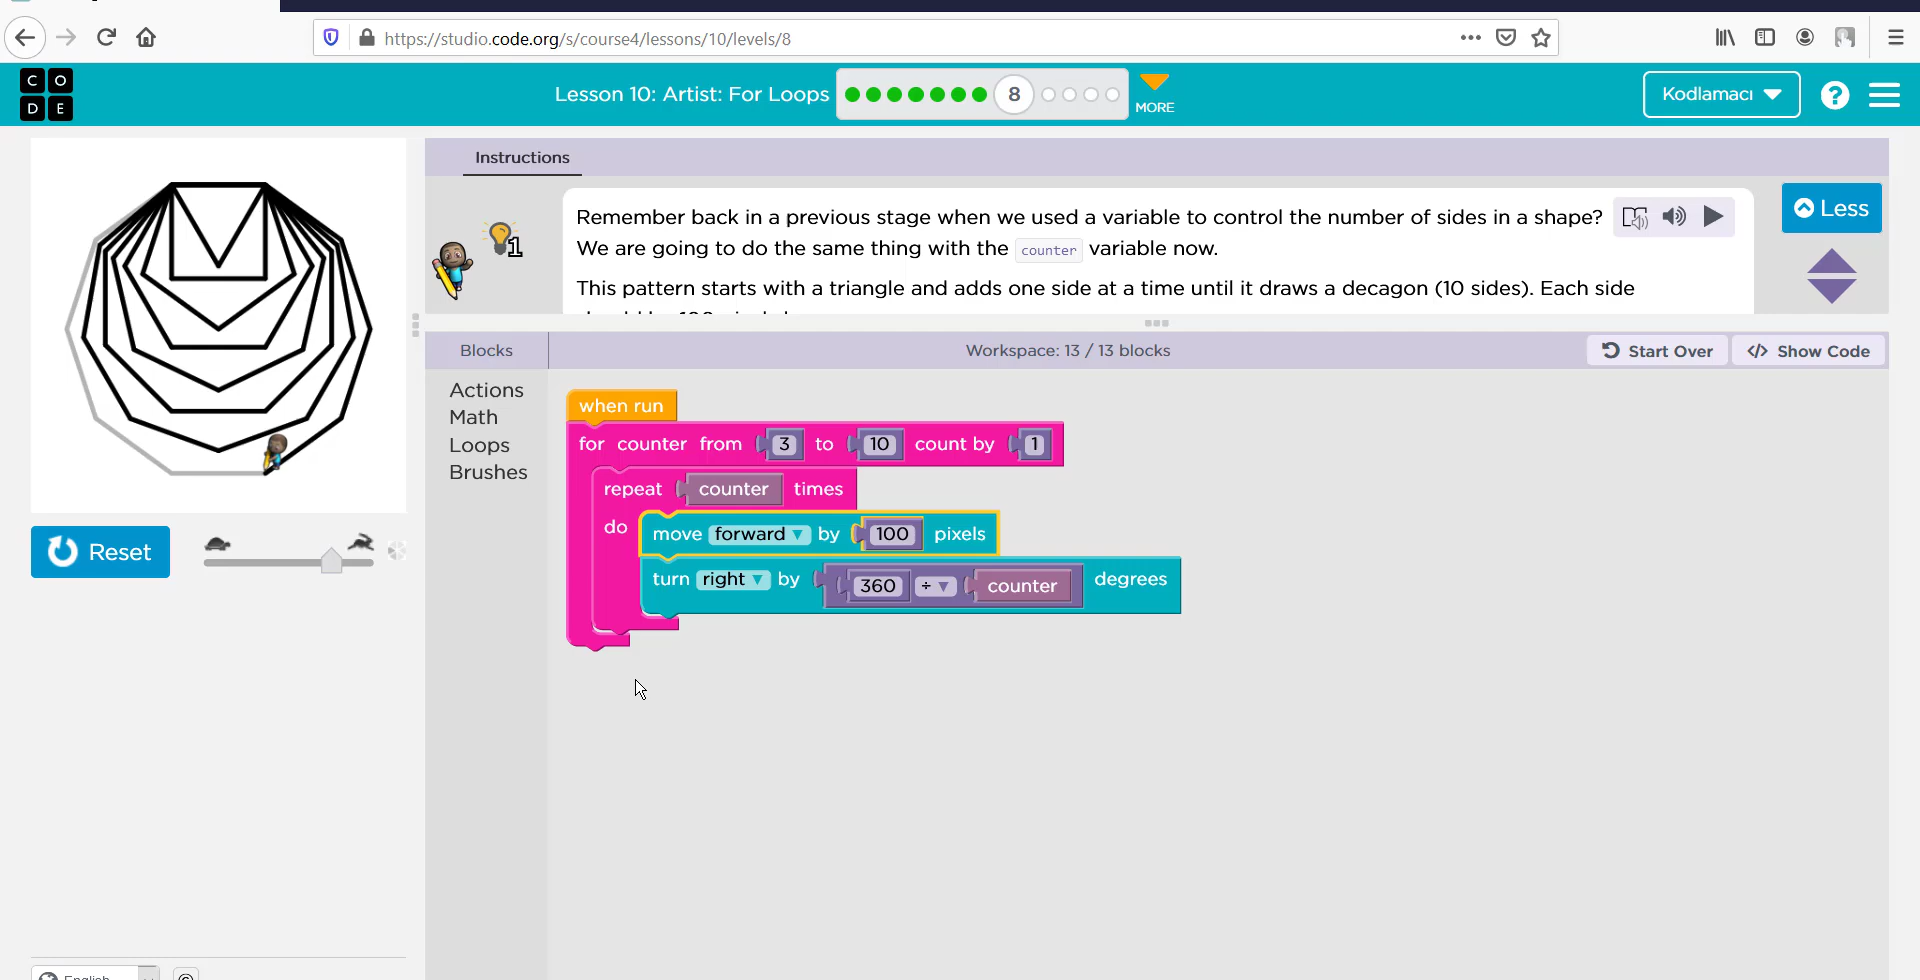 https://studio.code.org/s/course4/lessons/10/levels/8
C O
D E
Lesson 10: Artist: For Loops
8
MORE
Kodlamacı
?
Instructions
1
Remember back in a previous stage when we used a variable to control the number of sides in a shape?
We are going to do the same thing with the counter variable now.
This pattern starts with a triangle and adds one side at a time until it draws a decagon (10 sides). Each side
Less
Blocks
Workspace: 13 / 13 blocks
Start Over
</> Show Code
Actions
Math
Loops
Brushes
when run
for counter from 3 to 10 count by 1
repeat counter times
do
move forward by 100 pixels
turn right by 360 ÷ counter degrees
Reset
English